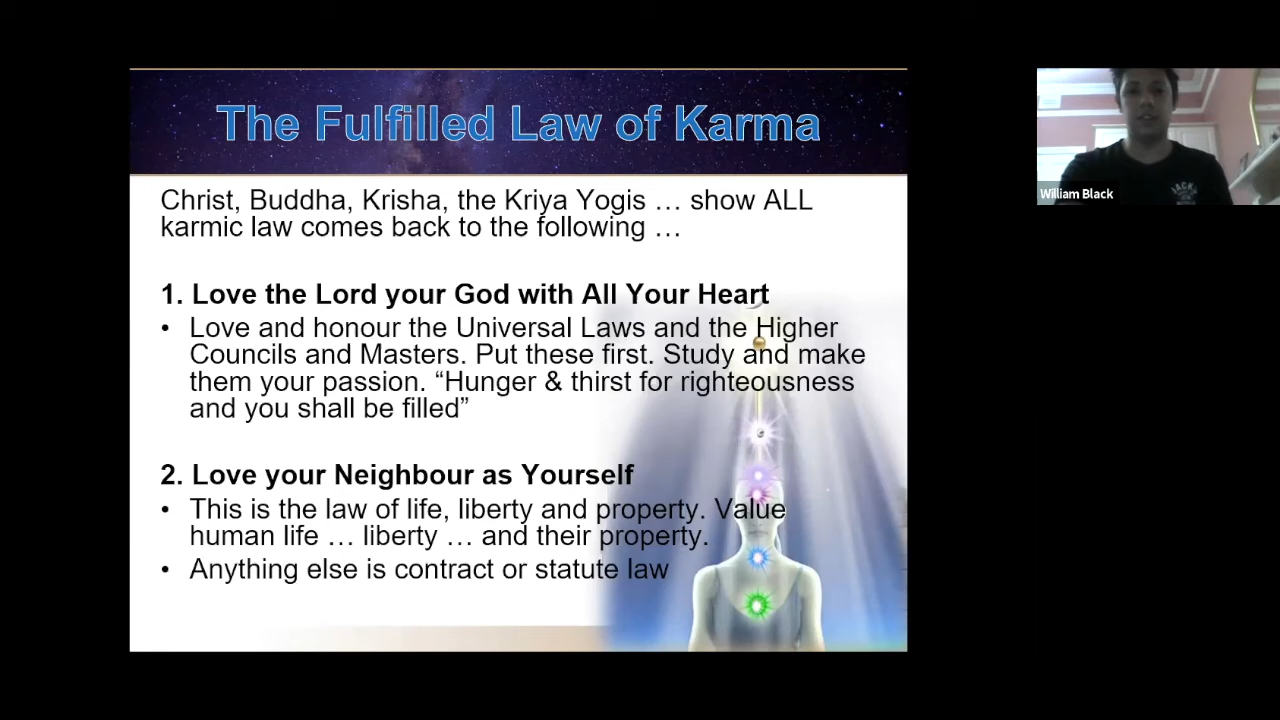 The Fulfilled Law of Karma
Christ, Buddha, Krisha, the Kriya Yogis … show ALL
karmic law comes back to the following …
1. Love the Lord your God with All Your Heart
• Love and honour the Universal Laws and the Higher
Councils and Masters. Put these first. Study and make
them your passion. “Hunger & thirst for righteousness
and you shall be filled”
2. Love your Neighbour as Yourself
• This is the law of life, liberty and property. Value
human life … liberty … and their property.
• Anything else is contract or statute law
William Black